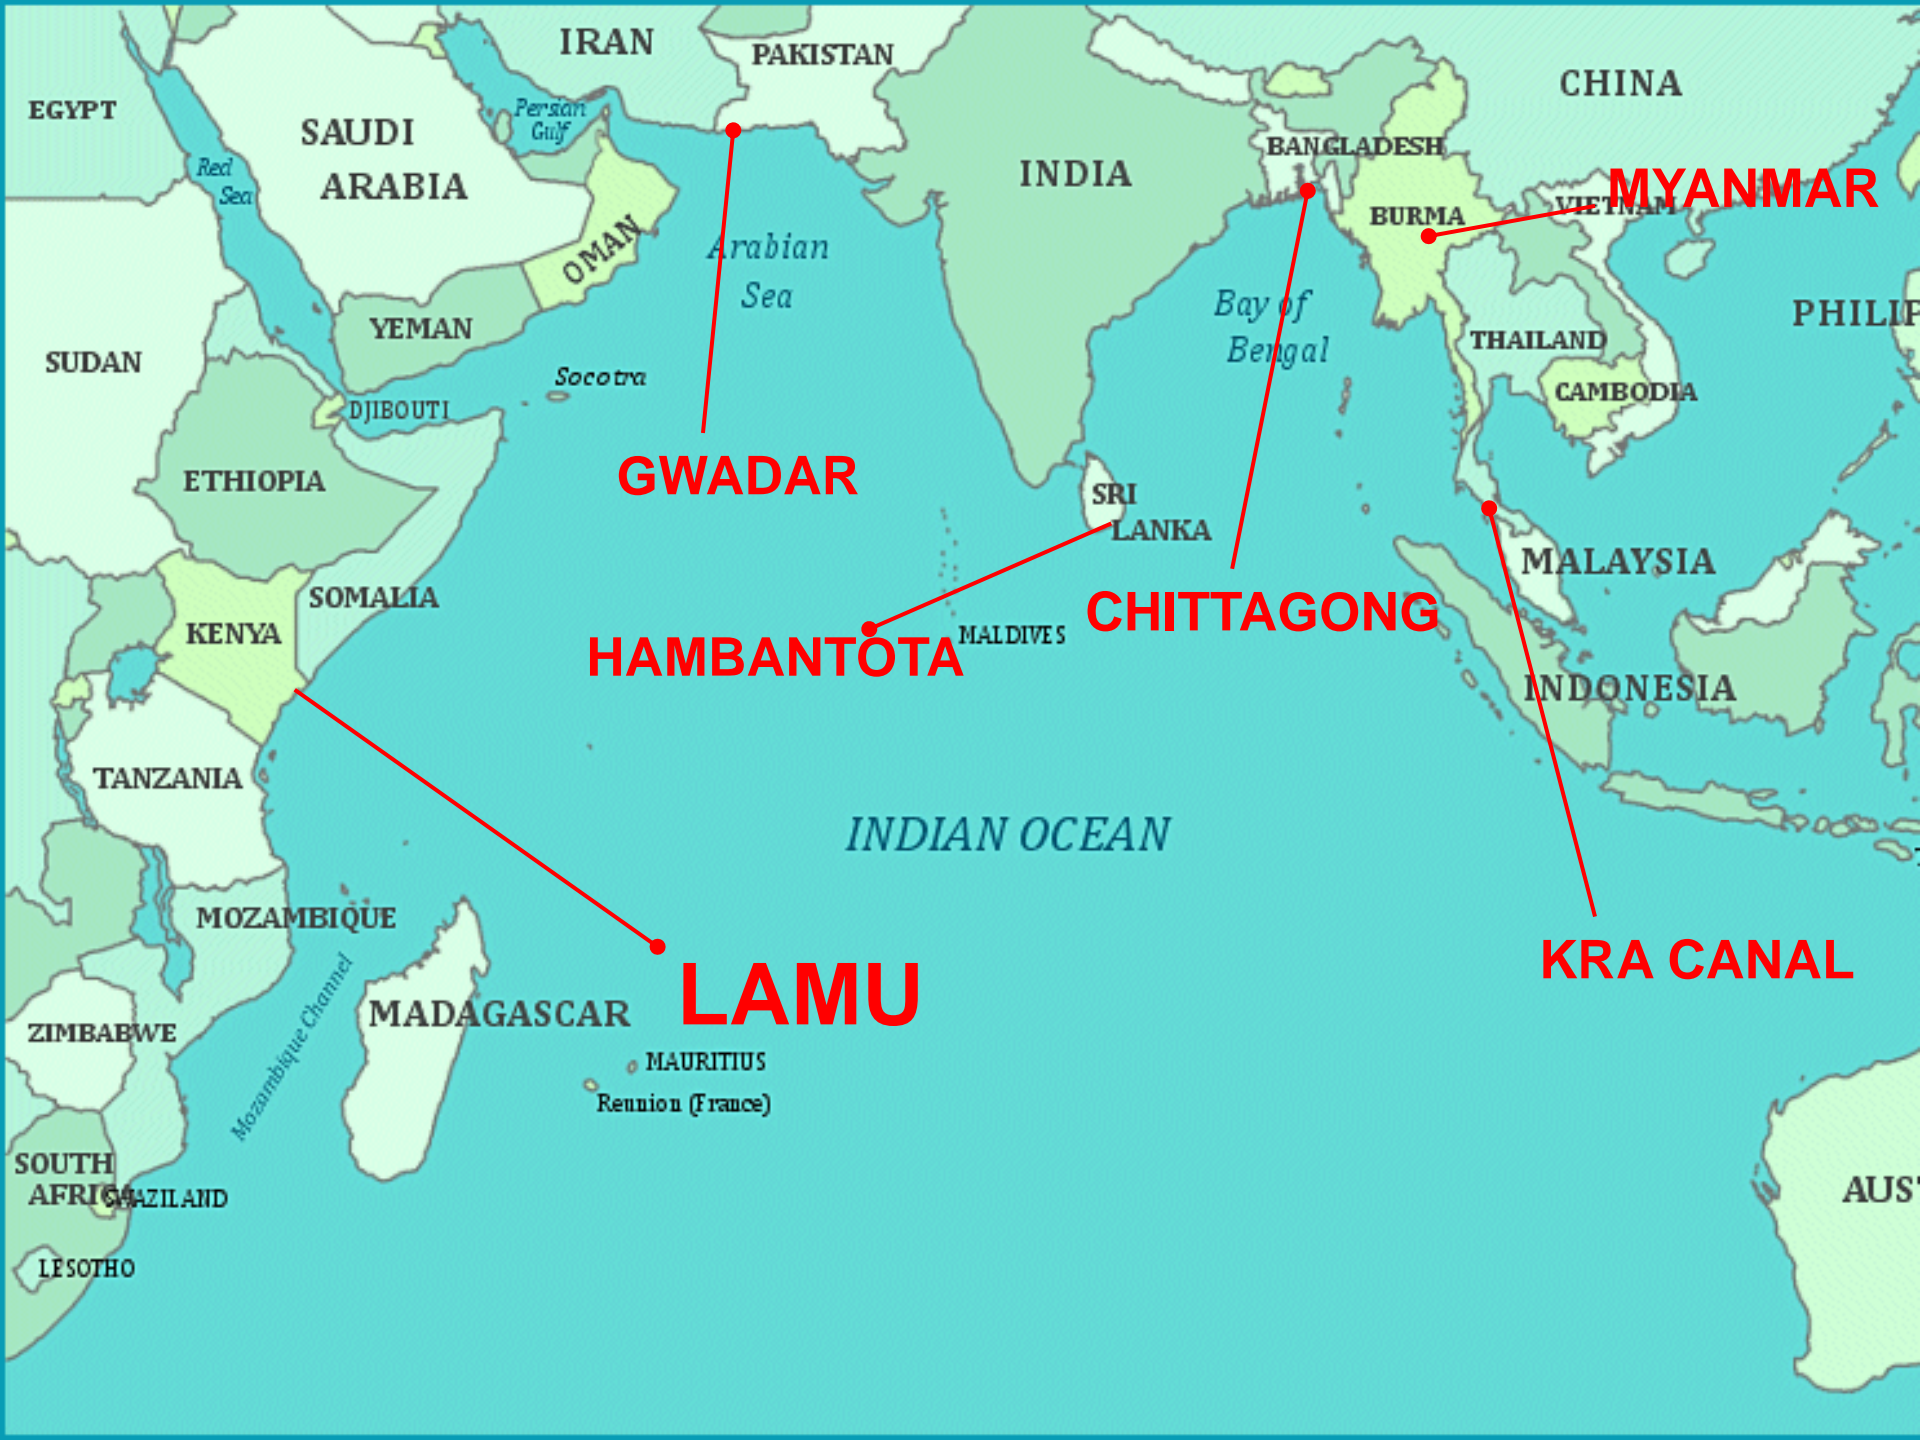 IRAN
PAKISTAN
CHINA
EGYPT
Persian
Gulf
SAUDI
ARABIA
BANGLADESH
Red
Sea
INDIA
MYANMAR
VIETNAM
BURMA
OMAN
Arabian
Sea
Bay of
Bengal
PHILIP
YEMAN
THAILAND
SUDAN
Socotra
CAMBODIA
DJIBOUTI
GWADAR
ETHIOPIA
SRI
LANKA
MALAYSIA
SOMALIA
CHITTAGONG
KENYA
MALDIVES
HAMBANTOTA
INDONESIA
TANZANIA
INDIAN OCEAN
MOZAMBIQUE
KRA CANAL
Mozambique Channel
LAMU
MADAGASCAR
ZIMBABWE
MAURITIUS
Reunion (France)
SOUTH
AFRICA
SWAZILAND
AUS
LESOTHO